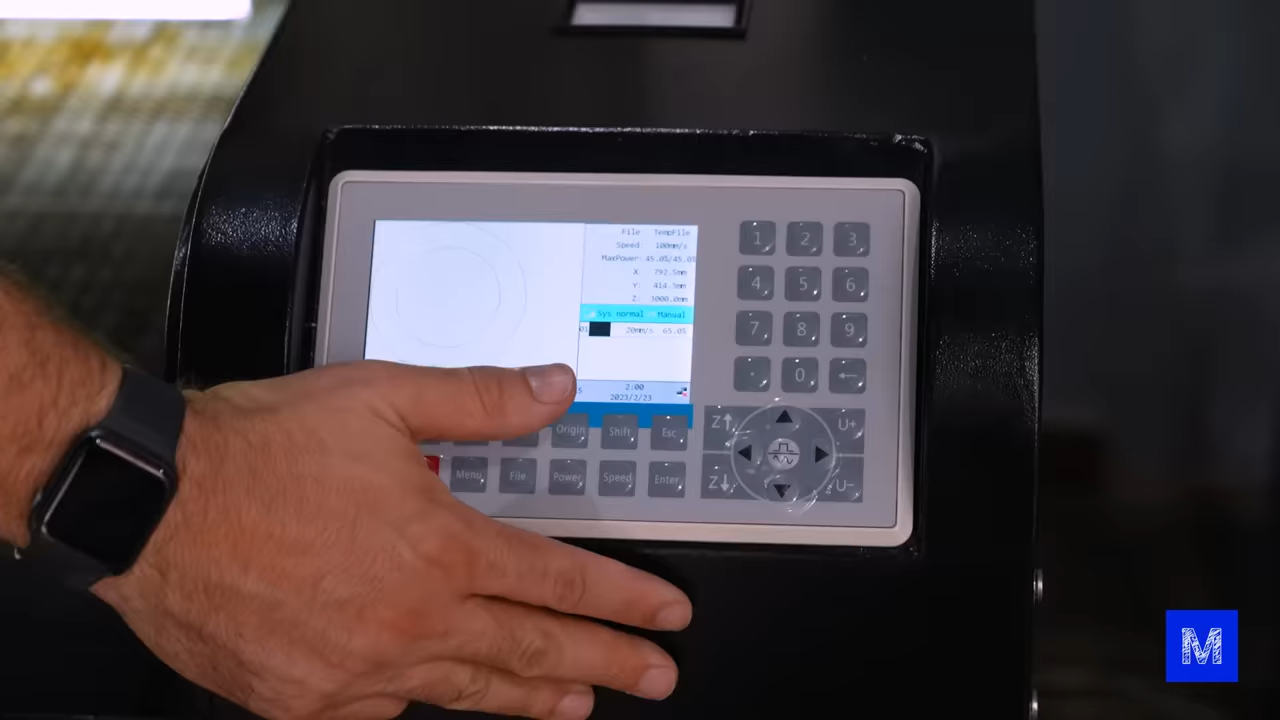 File: TempFile
Speed: 100mm/s
MaxPower: 45.0%/45.0%
X: 792.5mm
Y: 414.3mm
Z: 3000.0mm
Sys normal Manual
01 20mm/s 65.0%
2:00
2023/2/23
1 2 3
4 5 6
7 8 9
. 0 ←
Origin Shift Esc
Menu File Power Speed Enter
Z↑ U+
Z↓ U-
M